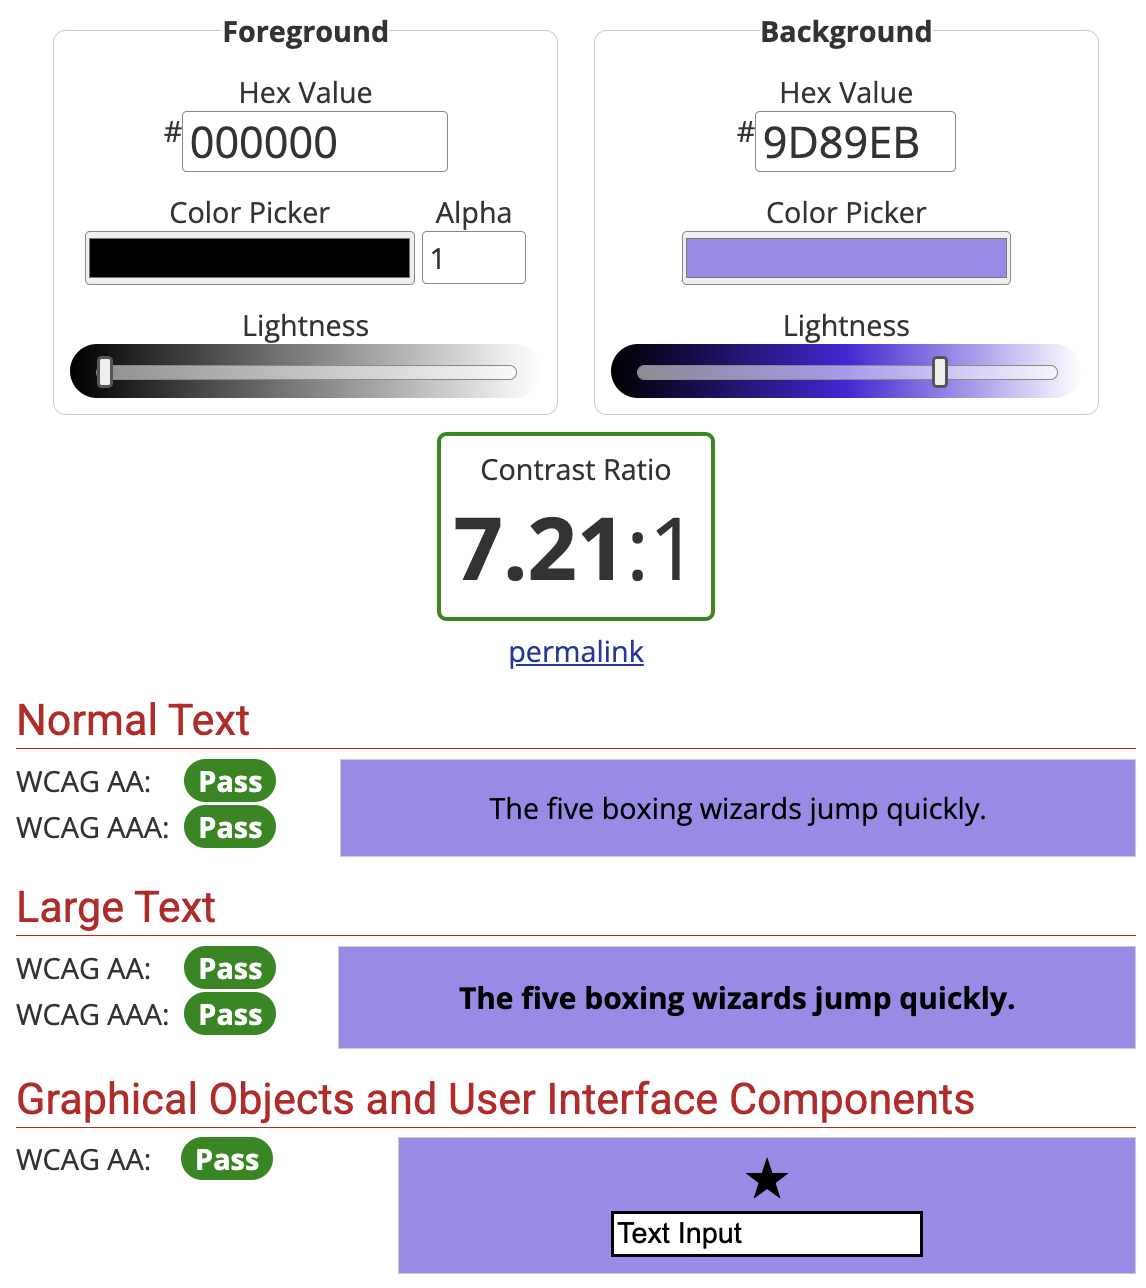 Foreground
Hex Value
#000000
Color Picker Alpha
1
Lightness
Background
Hex Value
#9D89EB
Color Picker
Lightness
Contrast Ratio
7.21:1
permalink
Normal Text
WCAG AA: Pass
WCAG AAA: Pass
The five boxing wizards jump quickly.
Large Text
WCAG AA: Pass
WCAG AAA: Pass
The five boxing wizards jump quickly.
Graphical Objects and User Interface Components
WCAG AA: Pass
Text Input